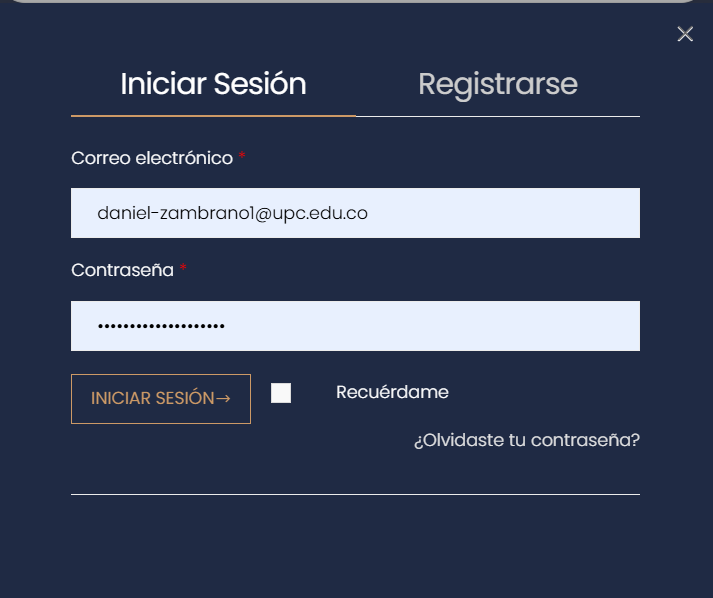 Iniciar Sesión Registrarse
Correo electrónico *
daniel-zambrano1@upc.edu.co
Contraseña *
••••••••••••••••••••
INICIAR SESIÓN→ Recuérdame
¿Olvidaste tu contraseña?